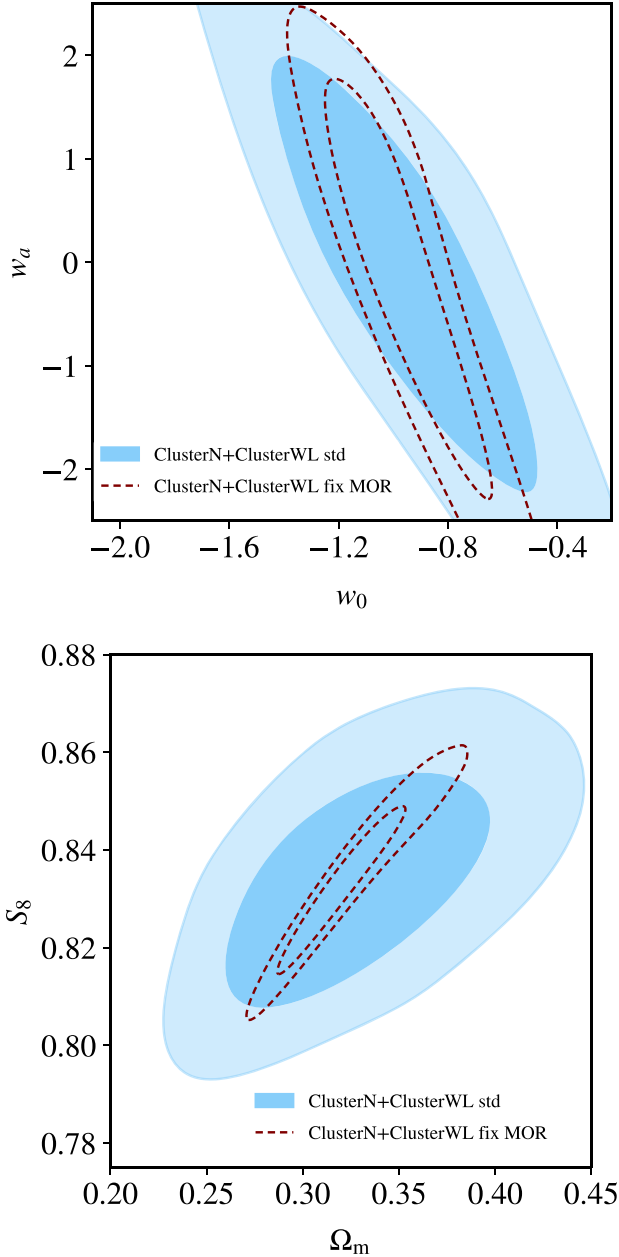 2
1
0
−1
−2
w_a
ClusterN+ClusterWL std
ClusterN+ClusterWL fix MOR
−2.0 −1.6 −1.2 −0.8 −0.4
w_0
0.88
0.86
0.84
0.82
0.80
0.78
S_8
ClusterN+ClusterWL std
ClusterN+ClusterWL fix MOR
0.20 0.25 0.30 0.35 0.40 0.45
Ω_m